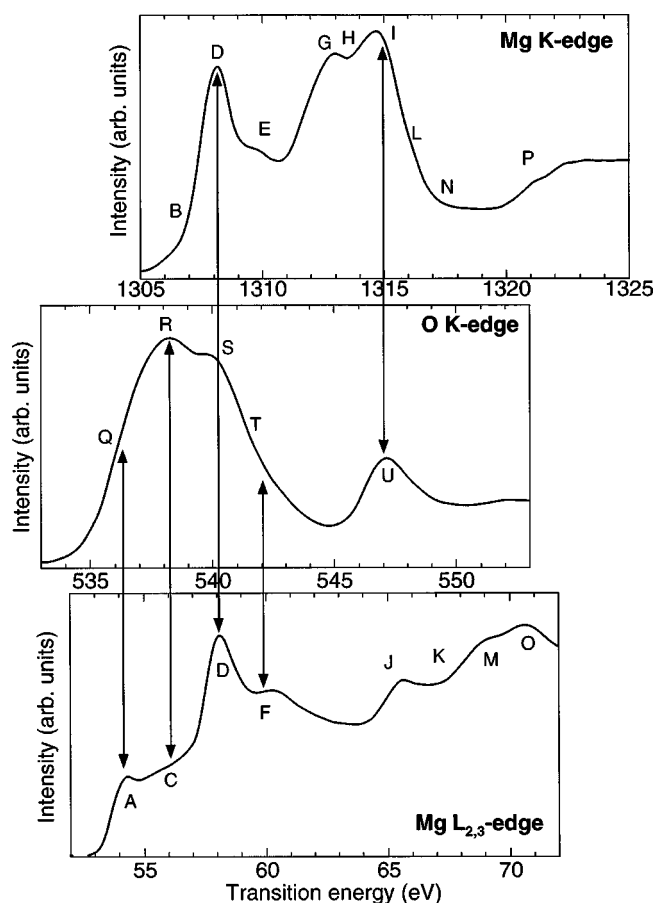 Mg K-edge
Intensity (arb. units)
B
D
E
G
H
I
L
N
P
1305 1310 1315 1320 1325
O K-edge
Intensity (arb. units)
Q
R
S
T
U
535 540 545 550
Mg L2,3-edge
Intensity (arb. units)
A
C
D
F
J
K
M
O
55 60 65 70
Transition energy (eV)